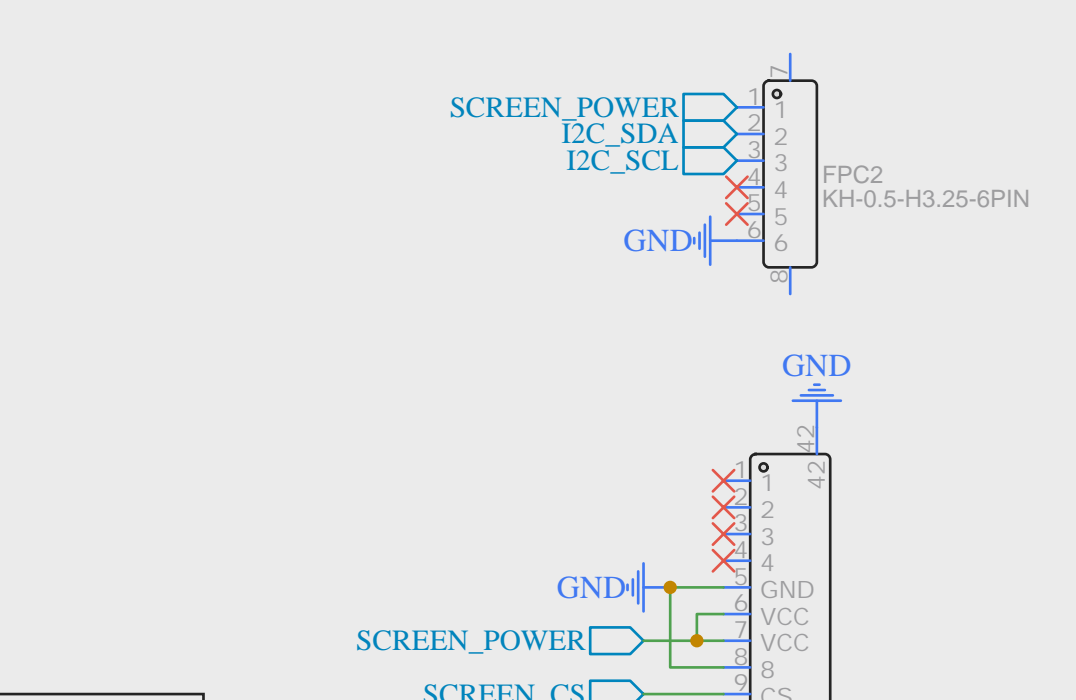 7
SCREEN_POWER 1 1
I2C_SDA 2 2
I2C_SCL 3 3
4 4
FPC2
5 5
KH-0.5-H3.25-6PIN
GND 6 6
8
GND
42
42
1 1
2 2
3 3
4 4
GND 5 GND
6 VCC
SCREEN_POWER 7 VCC
8 8
SCREEN_CS 9 CS